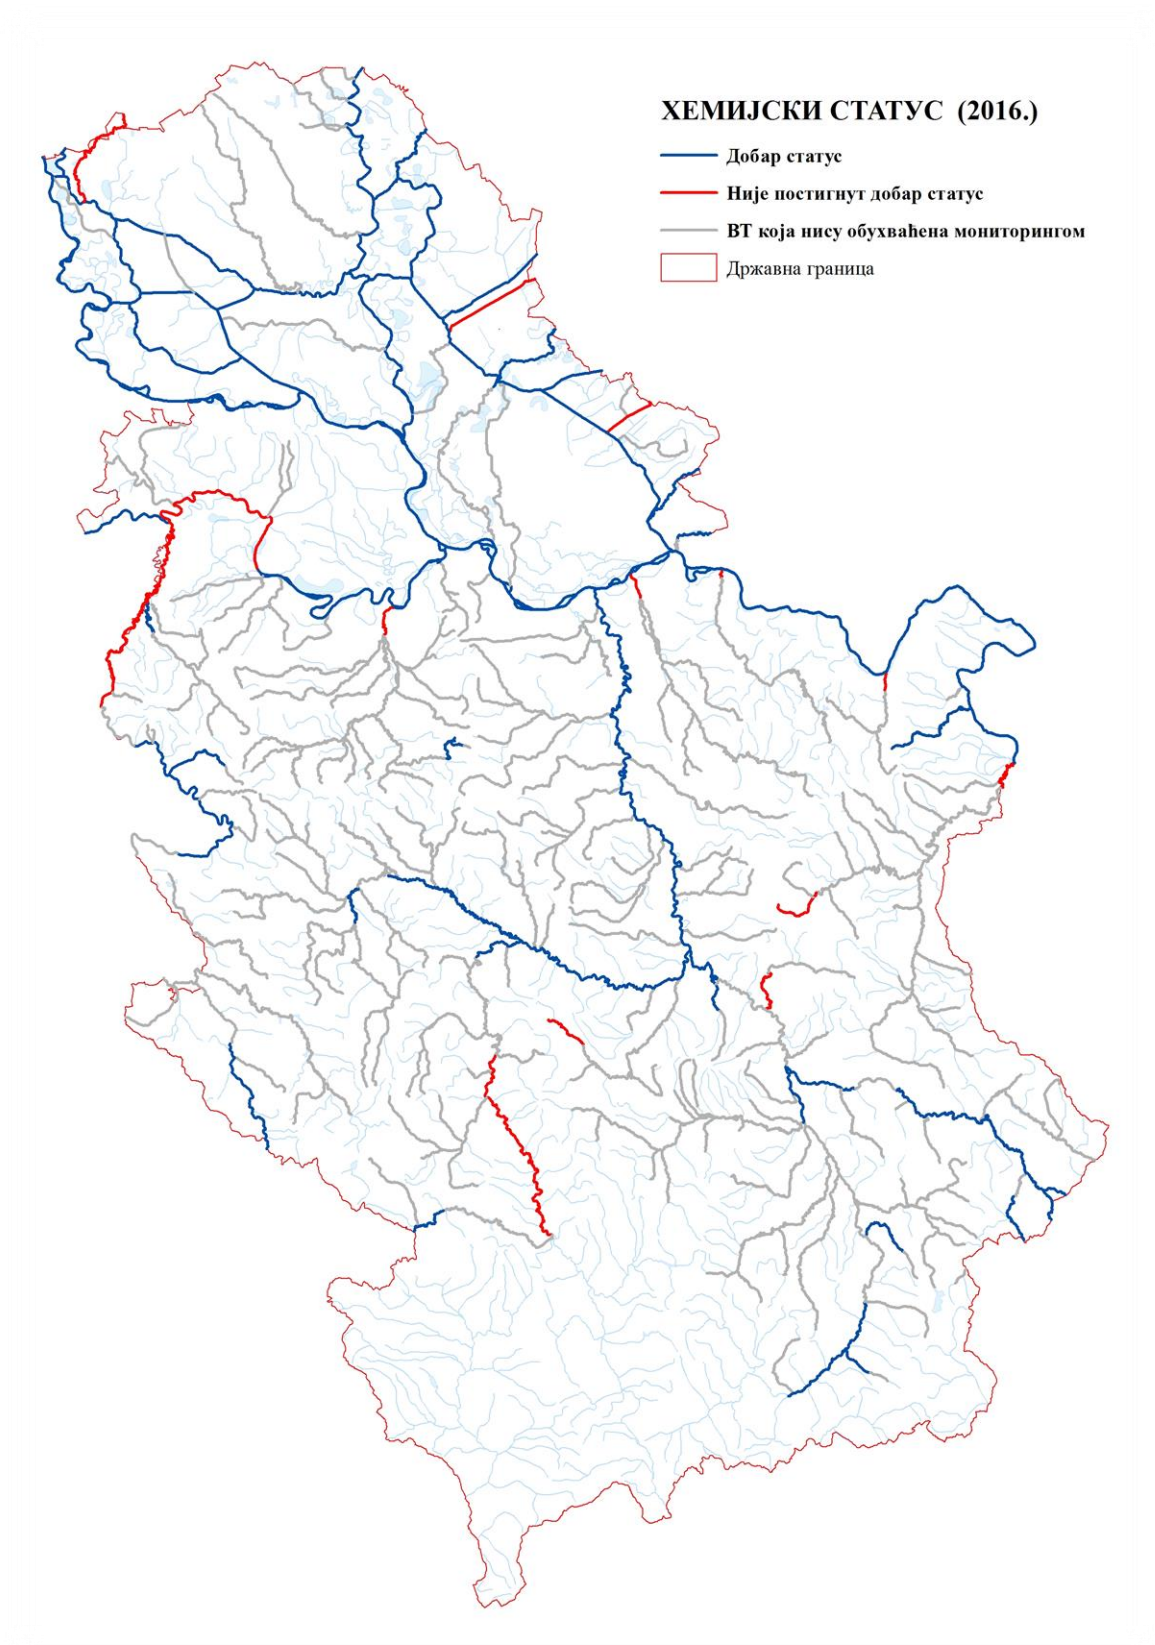 ХЕМИЈСКИ СТАТУС (2016.)
Добар статус
Није постигнут добар статус
ВТ која нису обухваћена мониторингом
Државна граница